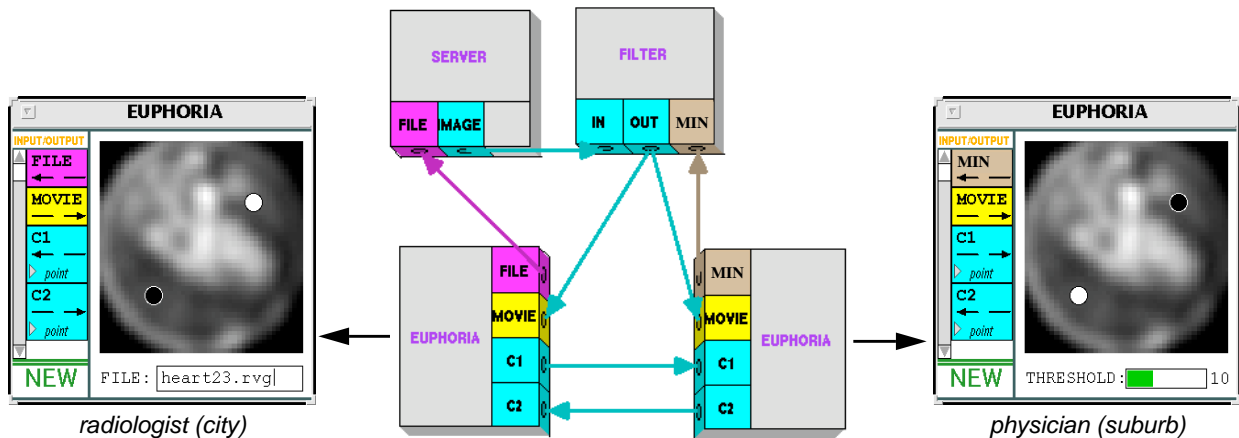 EUPHORIA
INPUT/OUTPUT
FILE
MOVIE
C1
point
C2
point
NEW
FILE: heart23.rvg
radiologist (city)
SERVER
FILE IMAGE
FILTER
IN OUT MIN
EUPHORIA
FILE
MOVIE
C1
C2
MIN
MOVIE
C1
C2
EUPHORIA
EUPHORIA
INPUT/OUTPUT
MIN
MOVIE
C1
point
C2
point
NEW
THRESHOLD: 10
physician (suburb)